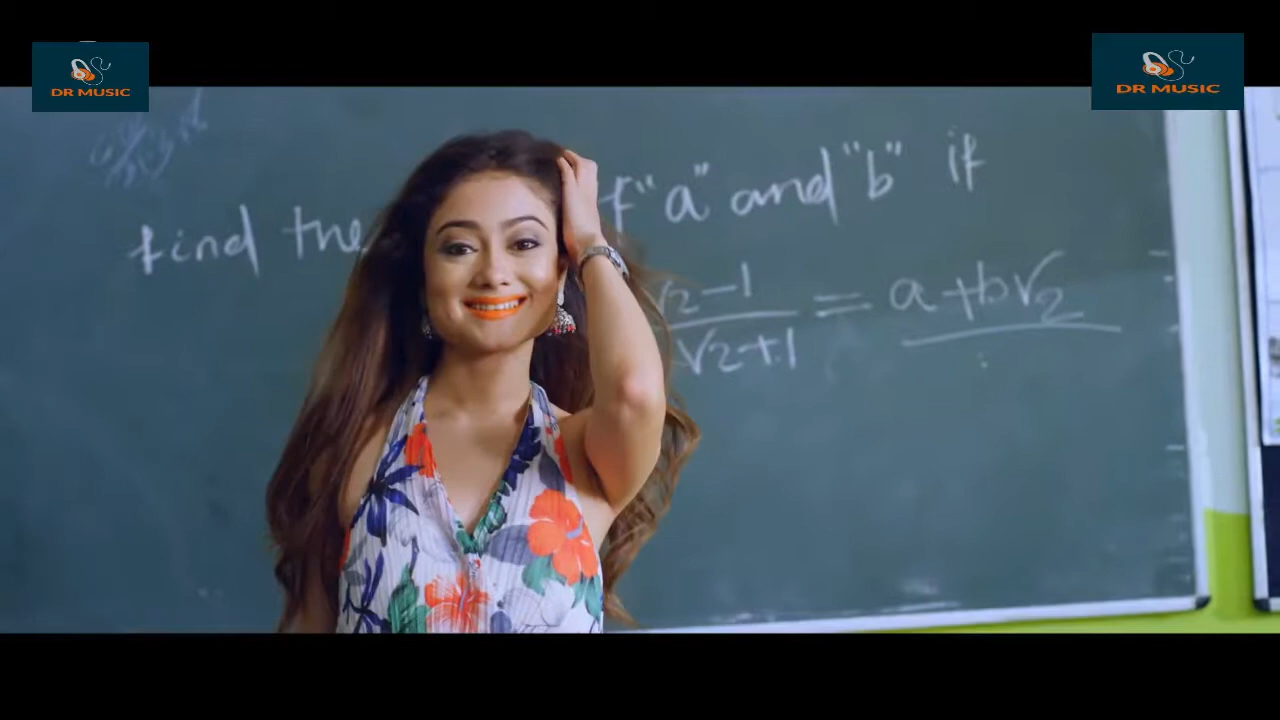 DR MUSIC
DR MUSIC
find the f "a" and "b" if
√2-1
/ √2+1 = a+b√2